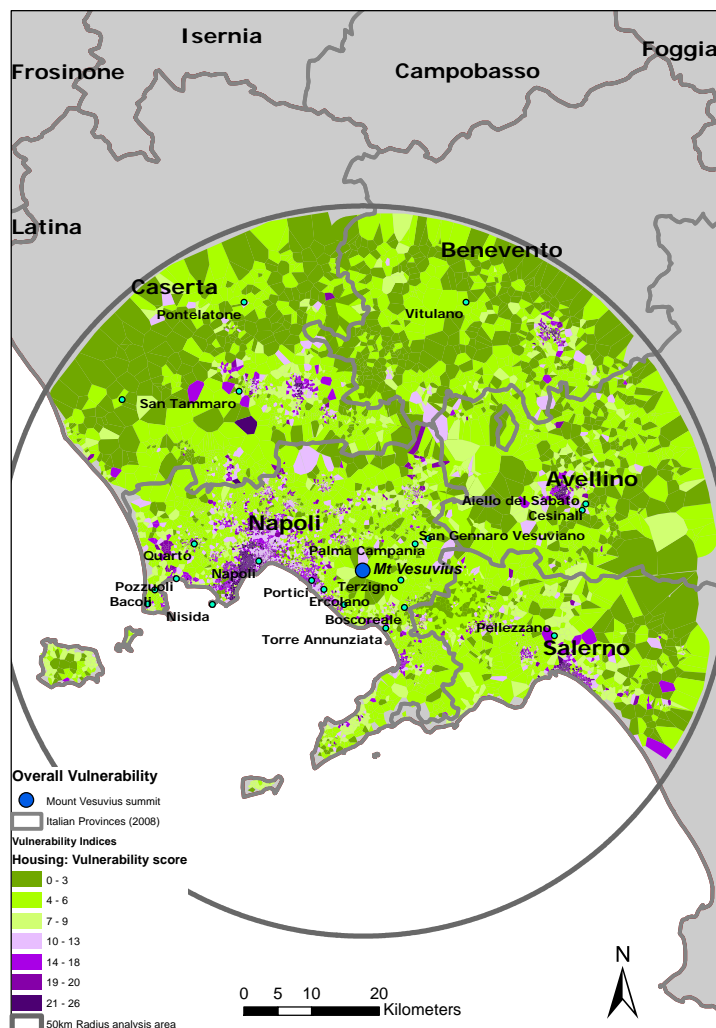 Isernia
Foggia
Frosinone
Campobasso
Latina
Benevento
Caserta
Pontelatone
Vitulano
San Tammaro
Avellino
Aiello del Sabato
Cesinali
Napoli
San Gennaro Vesuviano
Palma Campania
Quarto
Napoli
Mt Vesuvius
Pozzuoli
Portici
Terzigno
Bacoli
Ercolano
Nisida
Boscoreale
Pellezzano
Torre Annunziata
Salerno
Overall Vulnerability
Mount Vesuvius summit
Italian Provinces (2008)
Vulnerability Indices
Housing: Vulnerability score
0 - 3
4 - 6
7 - 9
10 - 13
14 - 18
19 - 20
21 - 26
50km Radius analysis area
0 5 10 20
Kilometers
N